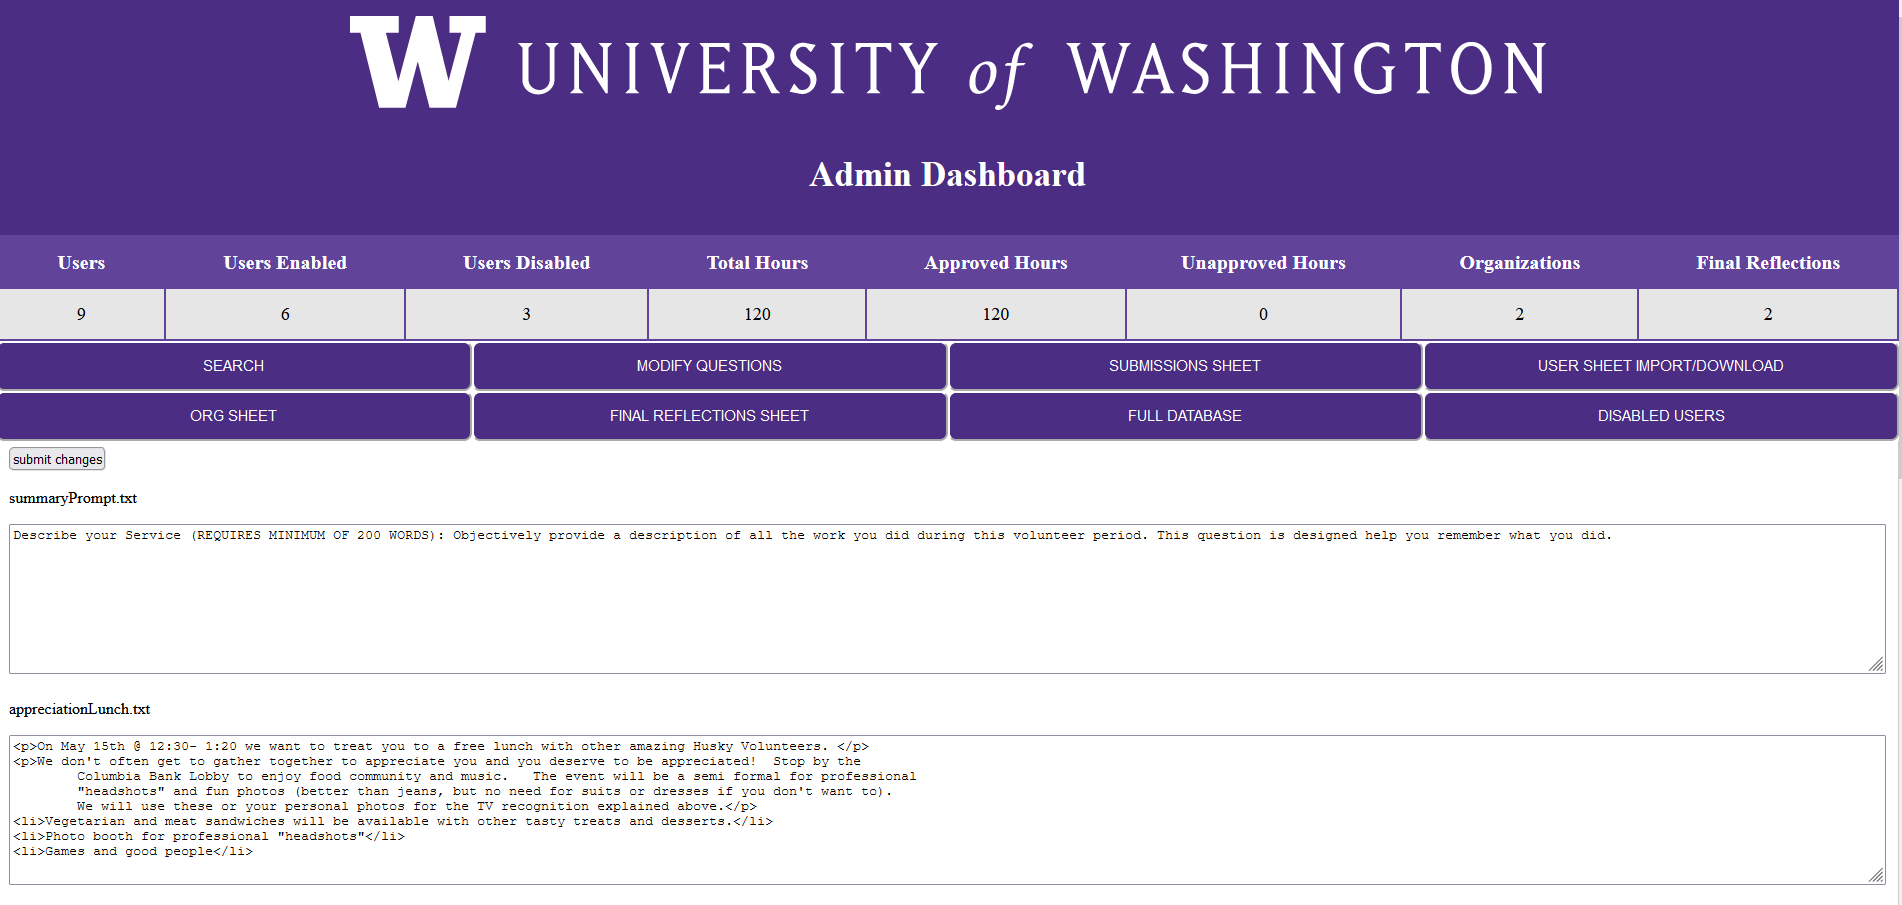 W UNIVERSITY of WASHINGTON
Admin Dashboard
Users Users Enabled Users Disabled Total Hours Approved Hours Unapproved Hours Organizations Final Reflections
9 6 3 120 120 0 2 2
SEARCH MODIFY QUESTIONS SUBMISSIONS SHEET USER SHEET IMPORT/DOWNLOAD
ORG SHEET FINAL REFLECTIONS SHEET FULL DATABASE DISABLED USERS
submit changes
summaryPrompt.txt
Describe your Service (REQUIRES MINIMUM OF 200 WORDS): Objectively provide a description of all the work you did during this volunteer period. This question is designed help you remember what you did.
appreciationLunch.txt
<p>On May 15th @ 12:30- 1:20 we want to treat you to a free lunch with other amazing Husky Volunteers. </p>
<p>We don't often get to gather together to appreciate you and you deserve to be appreciated!  Stop by the
Columbia Bank Lobby to enjoy food community and music.   The event will be a semi formal for professional
"headshots" and fun photos (better than jeans, but no need for suits or dresses if you don't want to).
We will use these or your personal photos for the TV recognition explained above.</p>
<li>Vegetarian and meat sandwiches will be available with other tasty treats and desserts.</li>
<li>Photo booth for professional "headshots"</li>
<li>Games and good people</li>